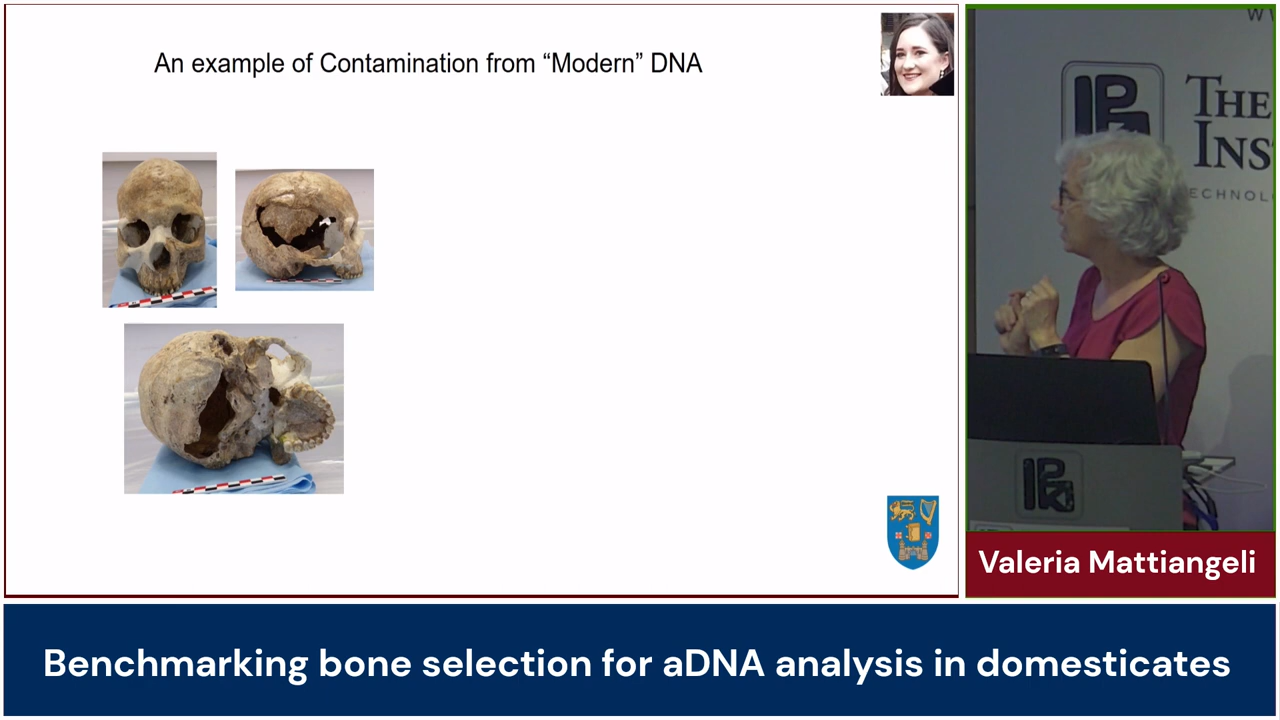 An example of Contamination from “Modern” DNA
W
THE
INS
ECHNOL
Valeria Mattiangeli
Benchmarking bone selection for aDNA analysis in domesticates